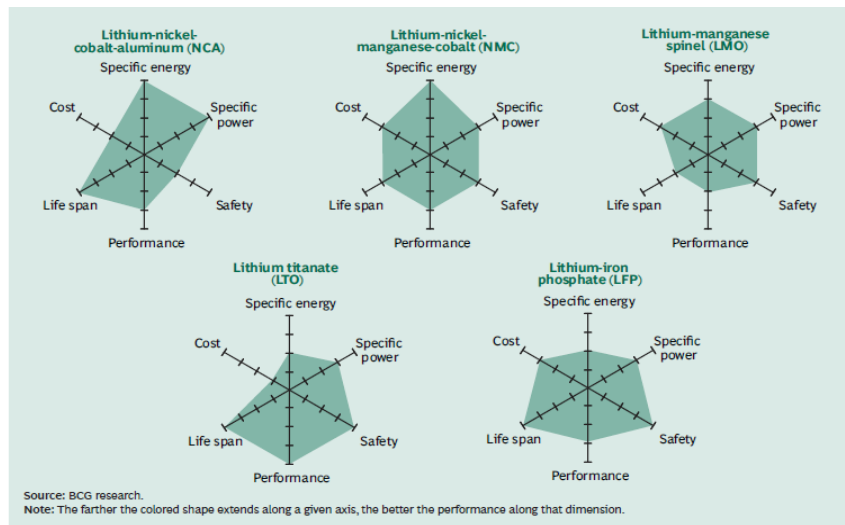 Lithium-nickel-
cobalt-aluminum (NCA)
Specific energy
Cost
Specific
power
Life span
Safety
Performance
Lithium-nickel-
manganese-cobalt (NMC)
Specific energy
Cost
Specific
power
Life span
Safety
Performance
Lithium-manganese
spinel (LMO)
Specific energy
Cost
Specific
power
Life span
Safety
Performance
Lithium titanate
(LTO)
Specific energy
Cost
Specific
power
Life span
Safety
Performance
Lithium-iron
phosphate (LFP)
Specific energy
Cost
Specific
power
Life span
Safety
Performance
Source: BCG research.
Note: The farther the colored shape extends along a given axis, the better the performance along that dimension.